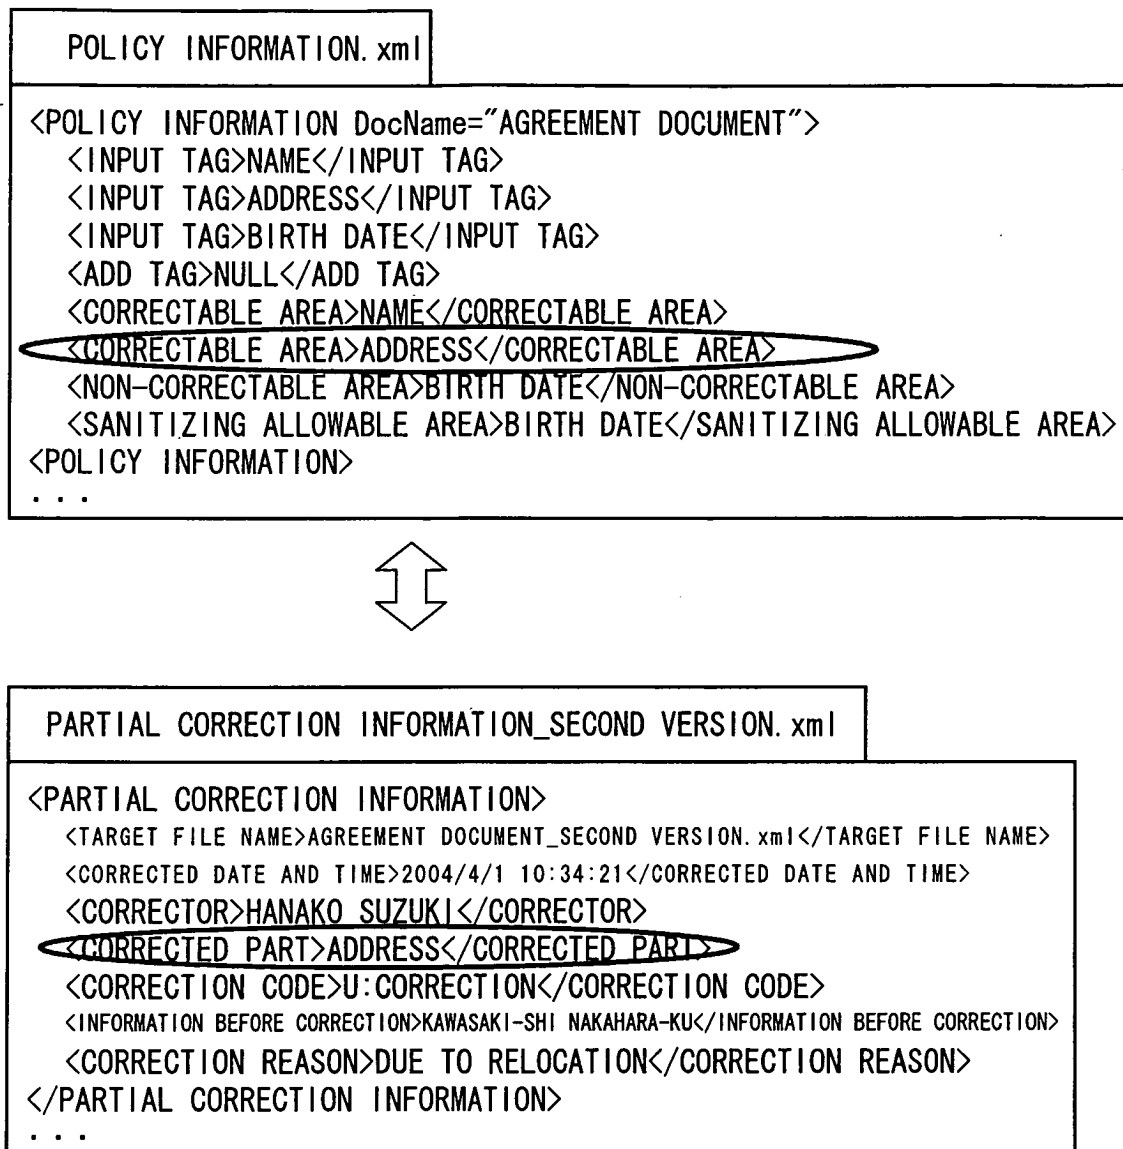 POLICY INFORMATION.xml
<POLICY INFORMATION DocName="AGREEMENT DOCUMENT">
<INPUT TAG>NAME</INPUT TAG>
<INPUT TAG>ADDRESS</INPUT TAG>
<INPUT TAG>BIRTH DATE</INPUT TAG>
<ADD TAG>NULL</ADD TAG>
<CORRECTABLE AREA>NAME</CORRECTABLE AREA>
<CORRECTABLE AREA>ADDRESS</CORRECTABLE AREA>
<NON-CORRECTABLE AREA>BIRTH DATE</NON-CORRECTABLE AREA>
<SANITIZING ALLOWABLE AREA>BIRTH DATE</SANITIZING ALLOWABLE AREA>
<POLICY INFORMATION>
. . .
PARTIAL CORRECTION INFORMATION_SECOND VERSION.xml
<PARTIAL CORRECTION INFORMATION>
<TARGET FILE NAME>AGREEMENT DOCUMENT_SECOND VERSION.xml</TARGET FILE NAME>
<CORRECTED DATE AND TIME>2004/4/1 10:34:21</CORRECTED DATE AND TIME>
<CORRECTOR>HANAKO SUZUKI</CORRECTOR>
<CORRECTED PART>ADDRESS</CORRECTED PART>
<CORRECTION CODE>U:CORRECTION</CORRECTION CODE>
<INFORMATION BEFORE CORRECTION>KAWASAKI-SHI NAKAHARA-KU</INFORMATION BEFORE CORRECTION>
<CORRECTION REASON>DUE TO RELOCATION</CORRECTION REASON>
</PARTIAL CORRECTION INFORMATION>
. . .